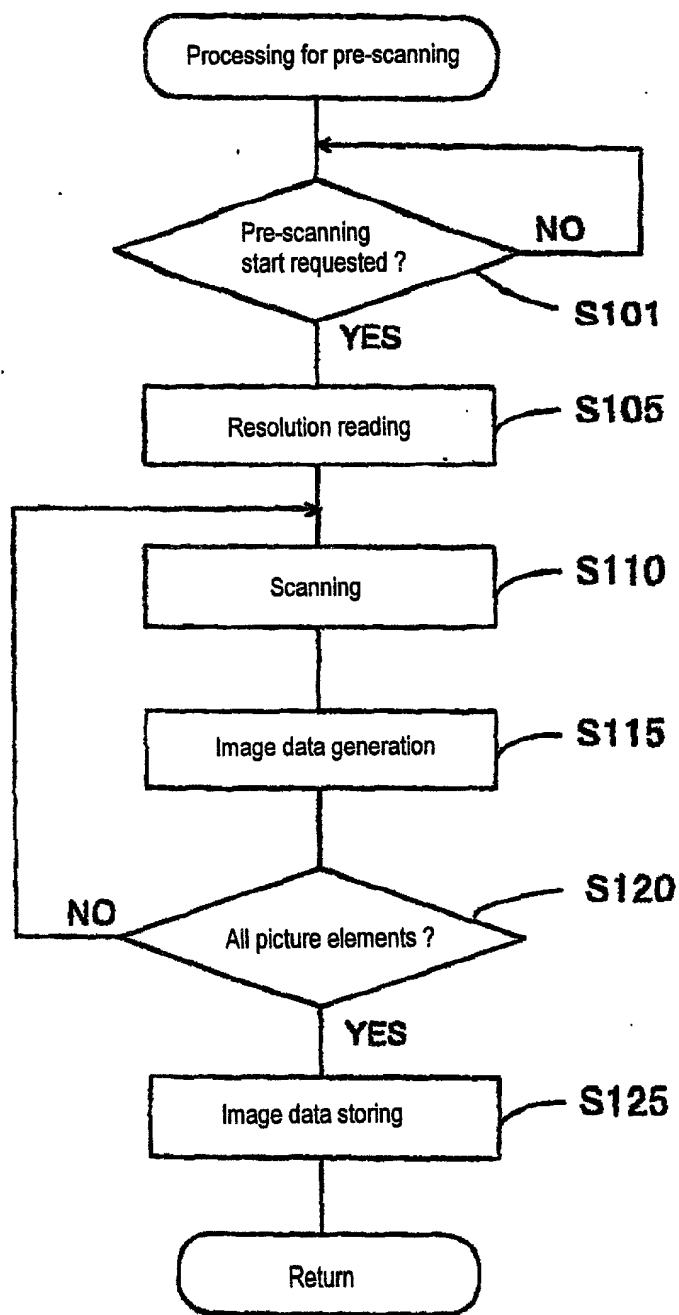 Processing for pre-scanning
Pre-scanning
start requested ?
NO
S101
YES
Resolution reading
S105
Scanning
S110
Image data generation
S115
S120
NO
All picture elements ?
YES
Image data storing
S125
Return